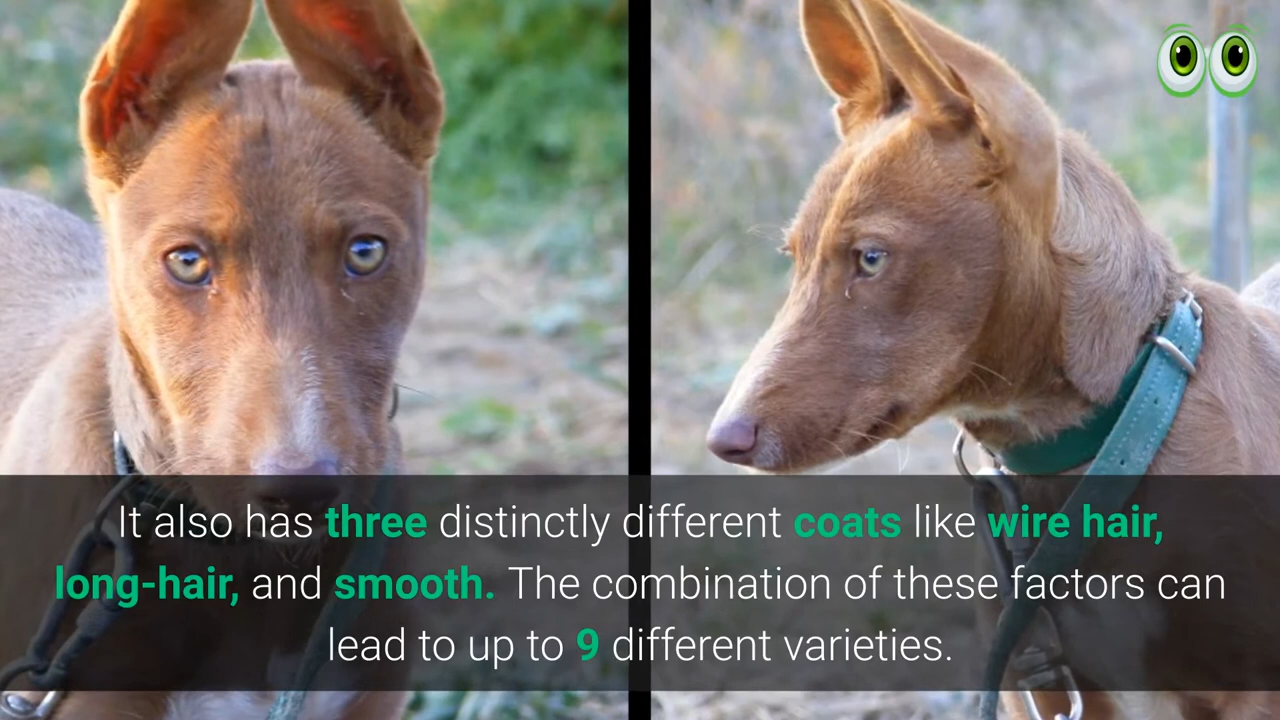 It also has three distinctly different coats like wire hair,
long-hair, and smooth. The combination of these factors can
lead to up to 9 different varieties.